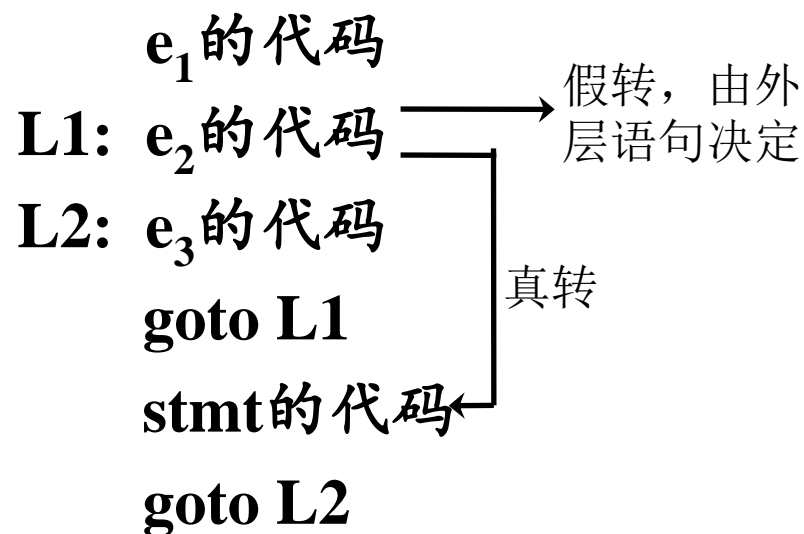 e₁的代码
L1: e₂的代码
假转，由外
层语句决定
L2: e₃的代码
真转
goto L1
stmt的代码
goto L2